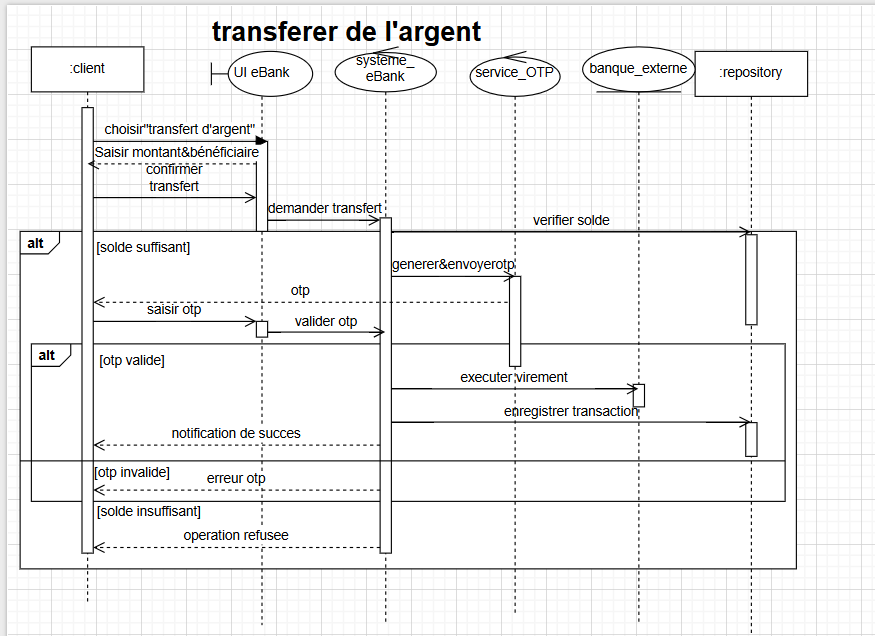 transferer de l'argent
:client
UI eBank
systeme_
eBank
service_OTP
banque_externe
:repository
choisir"transfert d'argent"
Saisir montant&bénéficiaire
confirmer
transfert
demander transfert
verifier solde
alt
[solde suffisant]
generer&envoyerotp
otp
saisir otp
valider otp
alt
[otp valide]
executer virement
enregistrer transaction
notification de succes
[otp invalide]
erreur otp
[solde insuffisant]
operation refusee